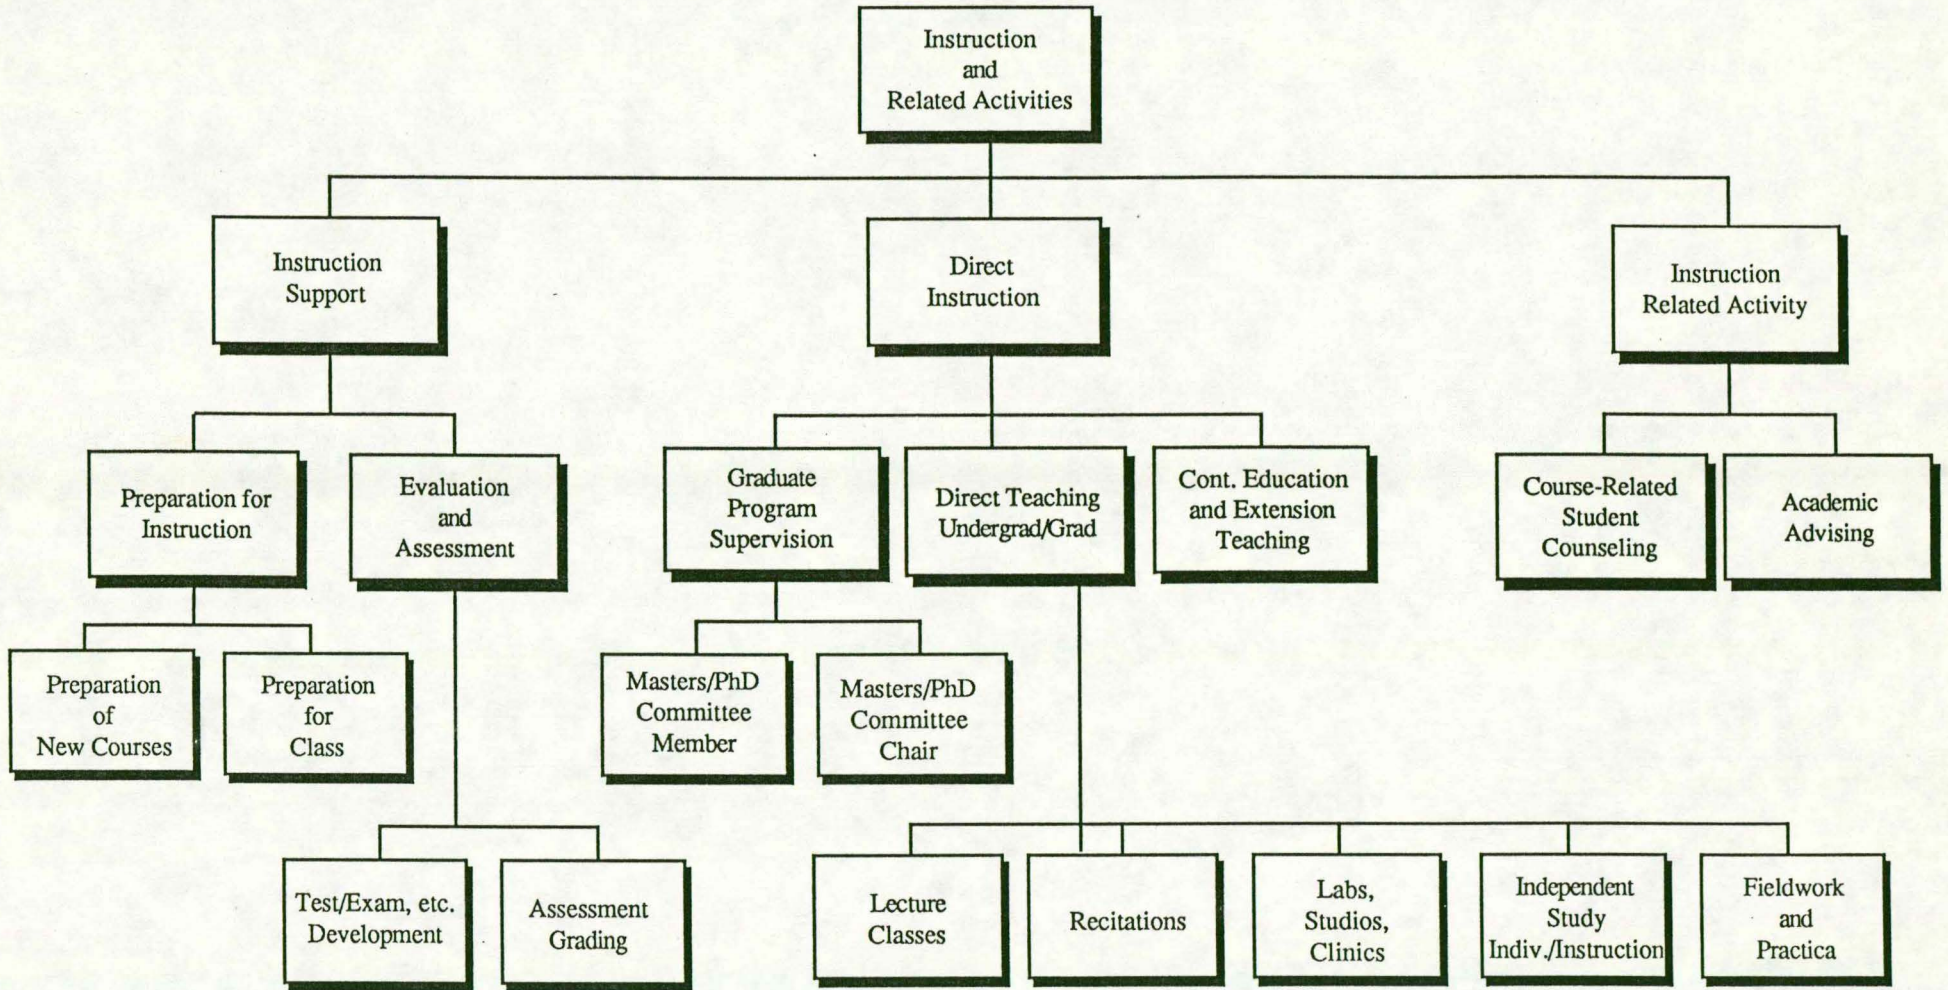 Instruction
and
Related Activities
Instruction
Support
Direct
Instruction
Instruction
Related Activity
Preparation for
Instruction
Evaluation
and
Assessment
Graduate
Program
Supervision
Direct Teaching
Undergrad/Grad
Cont. Education
and Extension
Teaching
Course-Related
Student
Counseling
Academic
Advising
Preparation
of
New Courses
Preparation
for
Class
Masters/PhD
Committee
Member
Masters/PhD
Committee
Chair
Test/Exam, etc.
Development
Assessment
Grading
Lecture
Classes
Recitations
Labs,
Studios,
Clinics
Independent
Study
Indiv./Instruction
Fieldwork
and
Practica